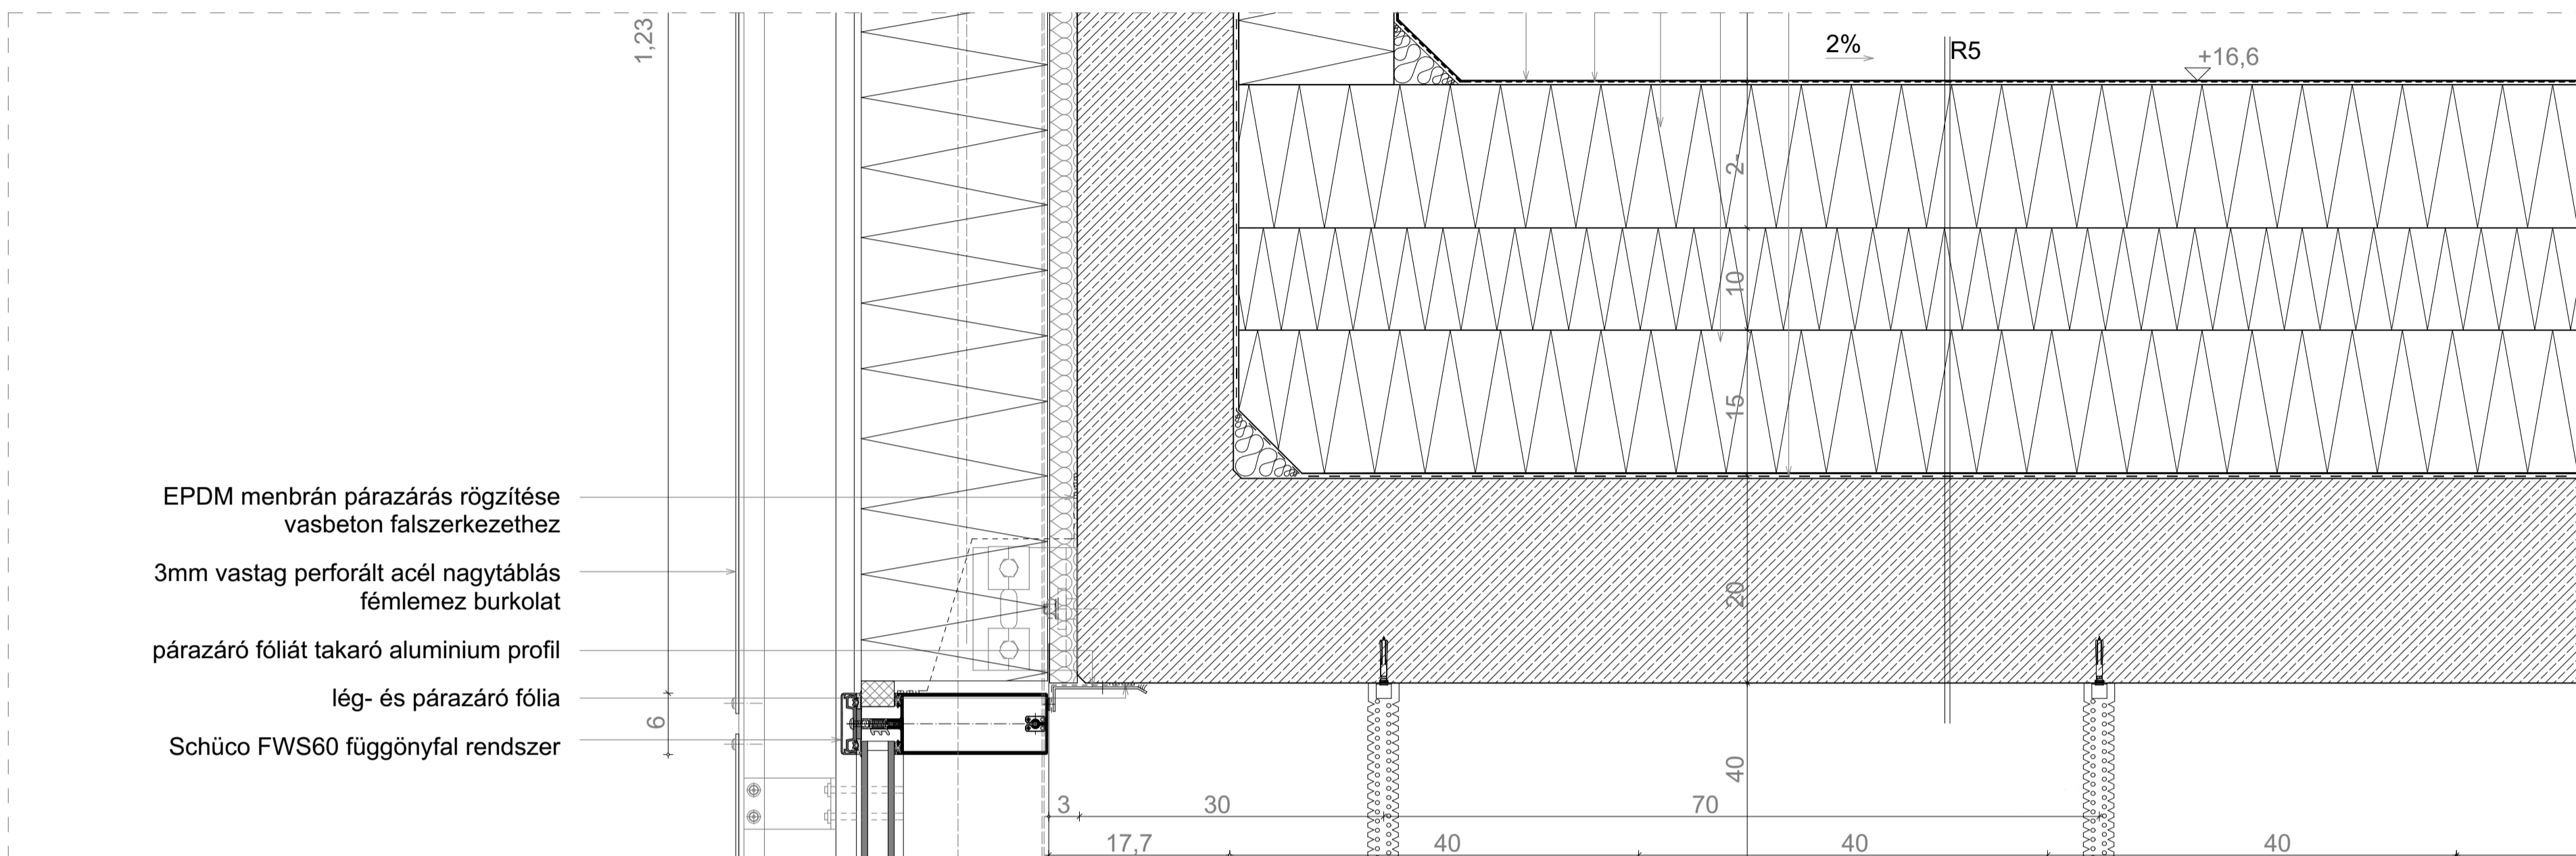 1,23
2%
R5
+16,6
2-
10
15
EPDM menbrán párazárás rögzítése
vasbeton falszerkezethez
3mm vastag perforált acél nagytáblás
fémlemez burkolat
20
párazáró fóliát takaró aluminium profil
lég- és párazáró fólia
6
Schüco FWS60 függönyfal rendszer
40
3
30
70
17,7
40
40
40